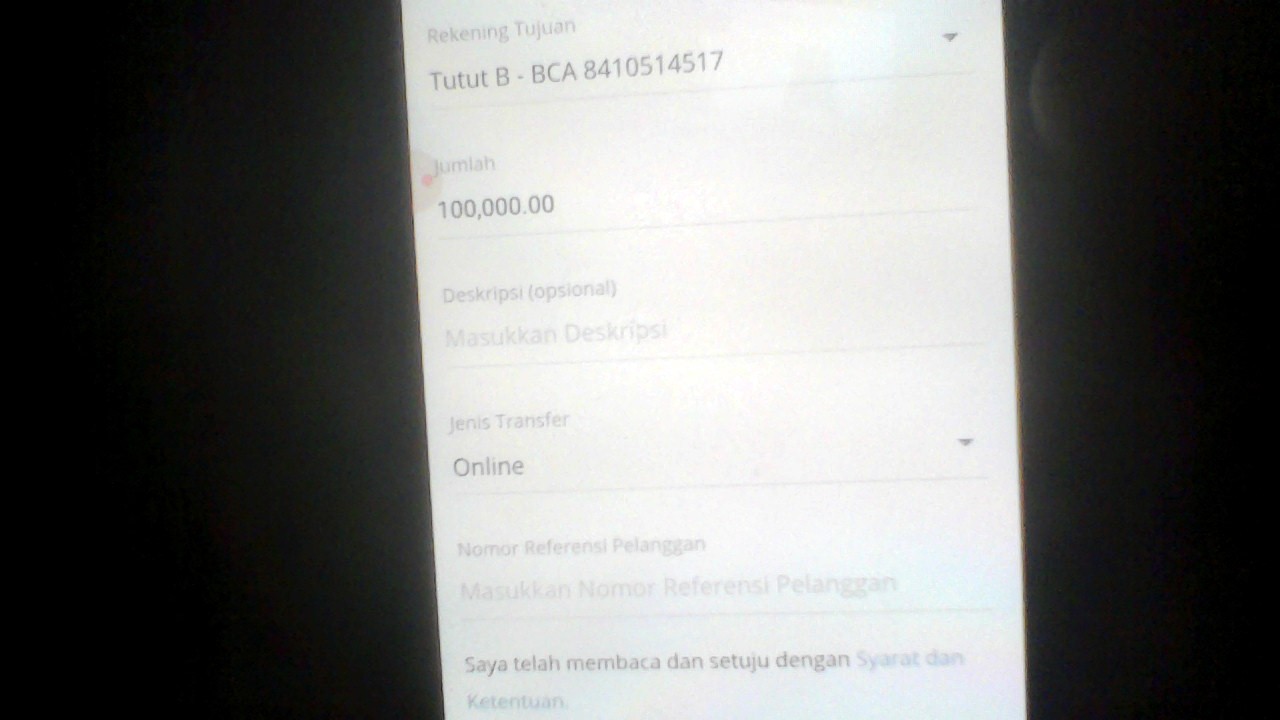 Rekening Tujuan
Tutut B - BCA 8410514517
Jumlah
100,000.00
Deskripsi (opsional)
Masukkan Deskripsi
Jenis Transfer
Online
Nomor Referensi Pelanggan
Masukkan Nomor Referensi Pelanggan
Saya telah membaca dan setuju dengan Syarat dan
Ketentuan.